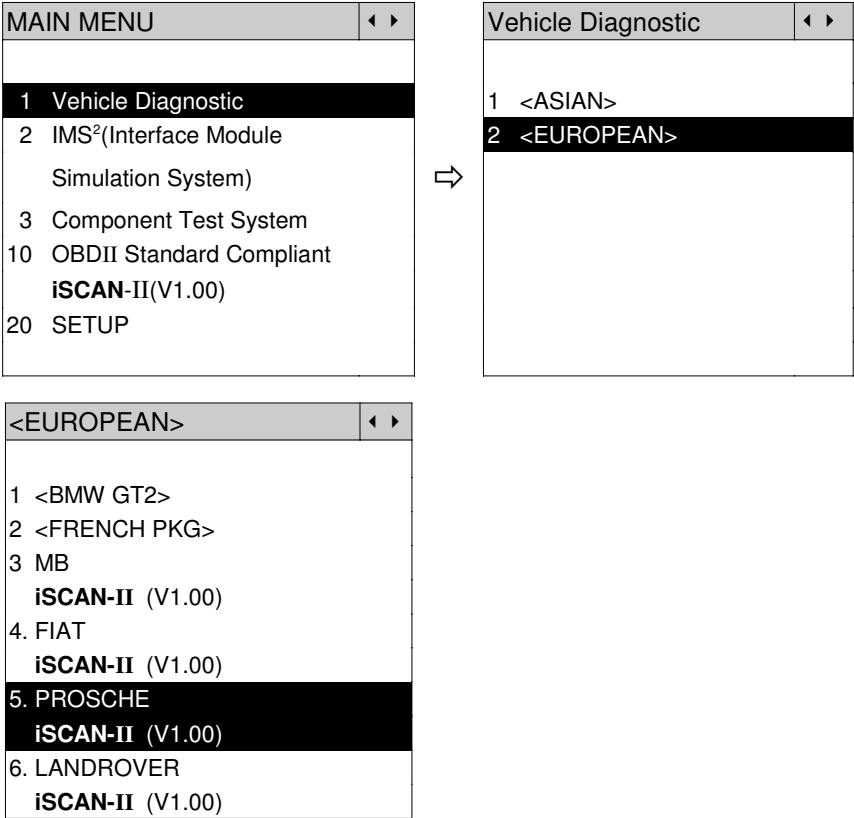 MAIN MENU
1 Vehicle Diagnostic
2 IMS²(Interface Module
Simulation System)
3 Component Test System
10 OBDII Standard Compliant
iSCAN-II(V1.00)
20 SETUP
Vehicle Diagnostic
1 <ASIAN>
2 <EUROPEAN>
<EUROPEAN>
1 <BMW GT2>
2 <FRENCH PKG>
3 MB
iSCAN-II (V1.00)
4. FIAT
iSCAN-II (V1.00)
5. PROSCHE
iSCAN-II (V1.00)
6. LANDROVER
iSCAN-II (V1.00)